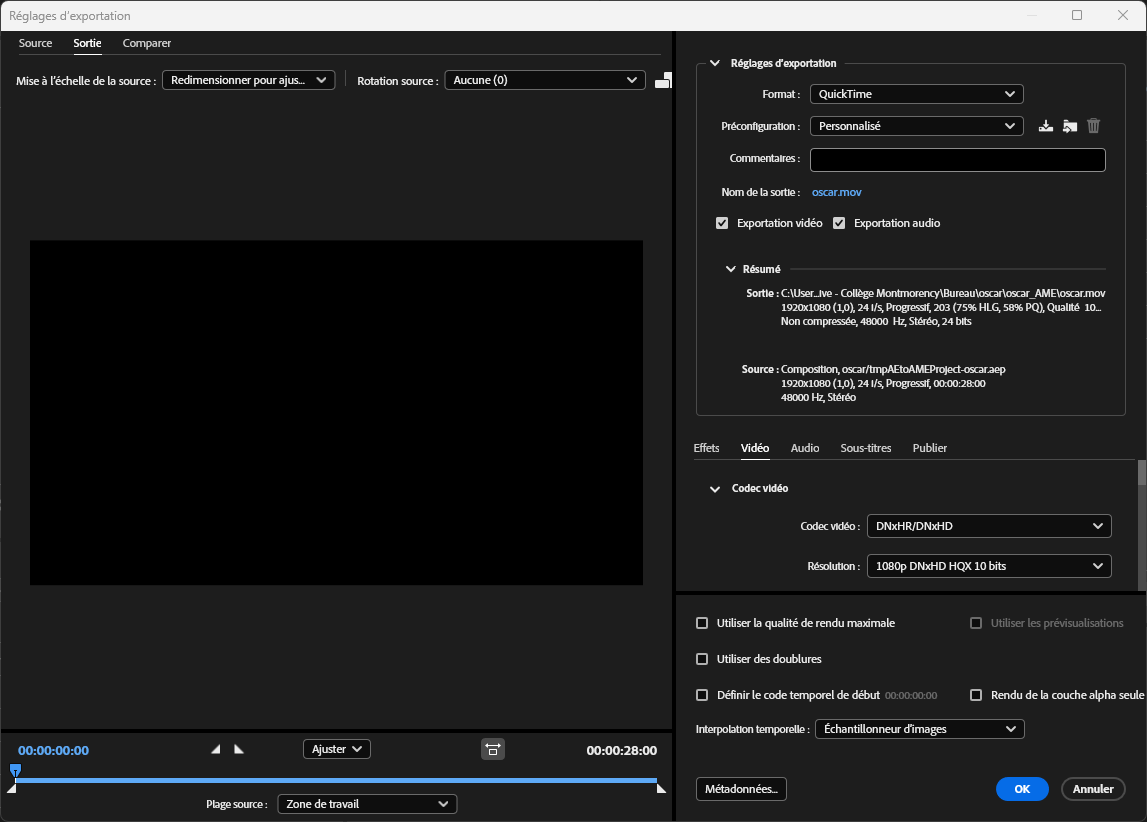 Réglages d'exportation
Source Sortie Comparer
Mise à l'échelle de la source : Redimensionner pour ajus... Rotation source : Aucune (0)
Réglages d'exportation
Format : QuickTime
Préconfiguration : Personnalisé
Commentaires :
Nom de la sortie : oscar.mov
Exportation vidéo Exportation audio
Résumé
Sortie : C:\User...ive - Collège Montmorency\Bureau\oscar\oscar_AME\oscar.mov
1920x1080 (1,0), 24 i/s, Progressif, 203 (75% HLG, 58% PQ), Qualité 10...
Non compressée, 48000 Hz, Stéréo, 24 bits
Source : Composition, oscar/tmpAEtoAMEProject-oscar.aep
1920x1080 (1,0), 24 i/s, Progressif, 00:00:28:00
48000 Hz, Stéréo
Effets Vidéo Audio Sous-titres Publier
Codec vidéo
Codec vidéo : DNxHR/DNxHD
Résolution : 1080p DNxHD HQX 10 bits
Utiliser la qualité de rendu maximale Utiliser les prévisualisations
Utiliser des doublures
Définir le code temporel de début 00:00:00:00 Rendu de la couche alpha seule
Interpolation temporelle : Échantillonneur d'images
00:00:00:00 Ajuster 00:00:28:00
Plage source : Zone de travail
Métadonnées... OK Annuler